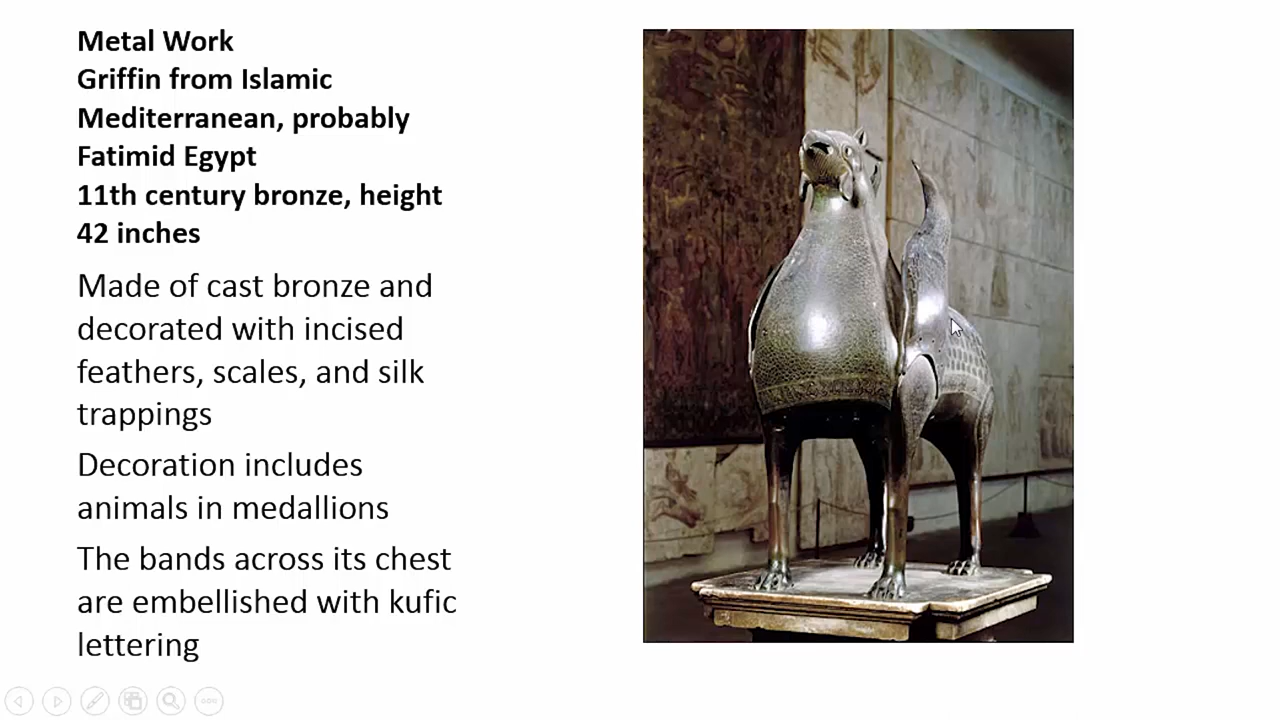 Metal Work
Griffin from Islamic
Mediterranean, probably
Fatimid Egypt
11th century bronze, height
42 inches
Made of cast bronze and
decorated with incised
feathers, scales, and silk
trappings
Decoration includes
animals in medallions
The bands across its chest
are embellished with kufic
lettering